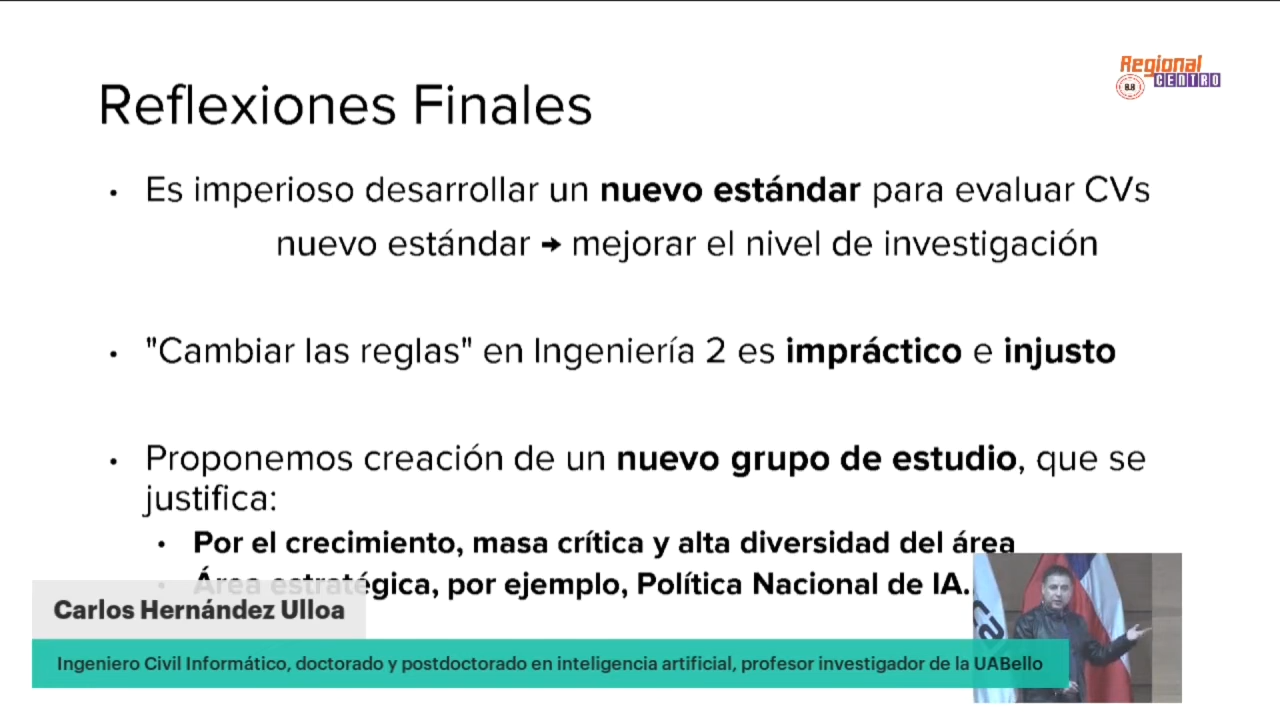 Regional
8.8 CENTRO
Reflexiones Finales
• Es imperioso desarrollar un nuevo estándar para evaluar CVs
nuevo estándar → mejorar el nivel de investigación
• "Cambiar las reglas" en Ingeniería 2 es impráctico e injusto
• Proponemos creación de un nuevo grupo de estudio, que se
justifica:
• Por el crecimiento, masa crítica y alta diversidad del área
• Área estratégica, por ejemplo, Política Nacional de IA.
Carlos Hernández Ulloa
Ingeniero Civil Informático, doctorado y postdoctorado en inteligencia artificial, profesor investigador de la UABello